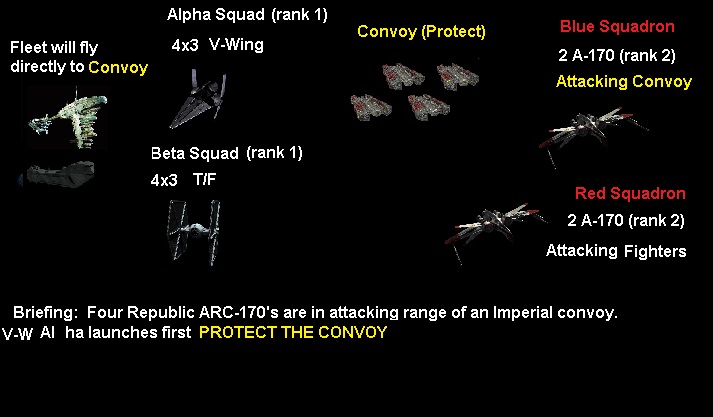 Fleet will fly
directly to Convoy
Alpha Squad (rank 1)
4x3 V-Wing
Beta Squad (rank 1)
4x3 T/F
Convoy (Protect)
Blue Squadron
2 A-170 (rank 2)
Attacking Convoy
Red Squadron
2 A-170 (rank 2)
Attacking Fighters
Briefing: Four Republic ARC-170's are in attacking range of an Imperial convoy.
V-W Al ha launches first PROTECT THE CONVOY